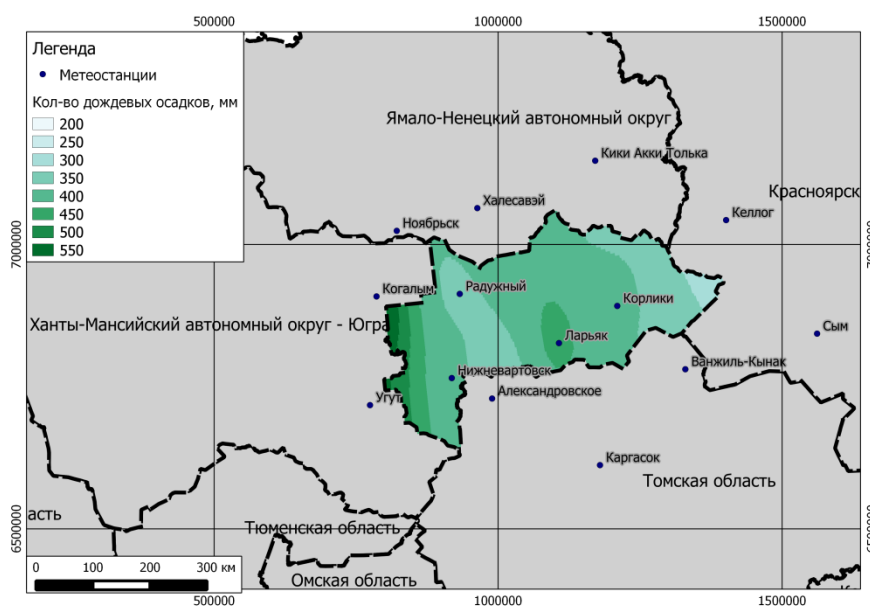 500000
1000000
1500000
Легенда
Метеостанции
Кол-во дождевых осадков, мм
200
250
300
350
400
450
500
550
Ямало-Ненецкий автономный округ
Кики Акки Толька
Красноярск
Халесавэй
Келлог
Ноябрьск
7000000
7000000
Когалым
Радужный
Корлики
Ханты-Мансийский автономный округ - Югра
Ларьяк
Сым
Ванжиль-Кынак
Нижневартовск
Александровское
Угут
Каргасок
Томская область
асть
Тюменская область
6500000
6500000
Омская область
0 100 200 300 км
500000
1000000
1500000